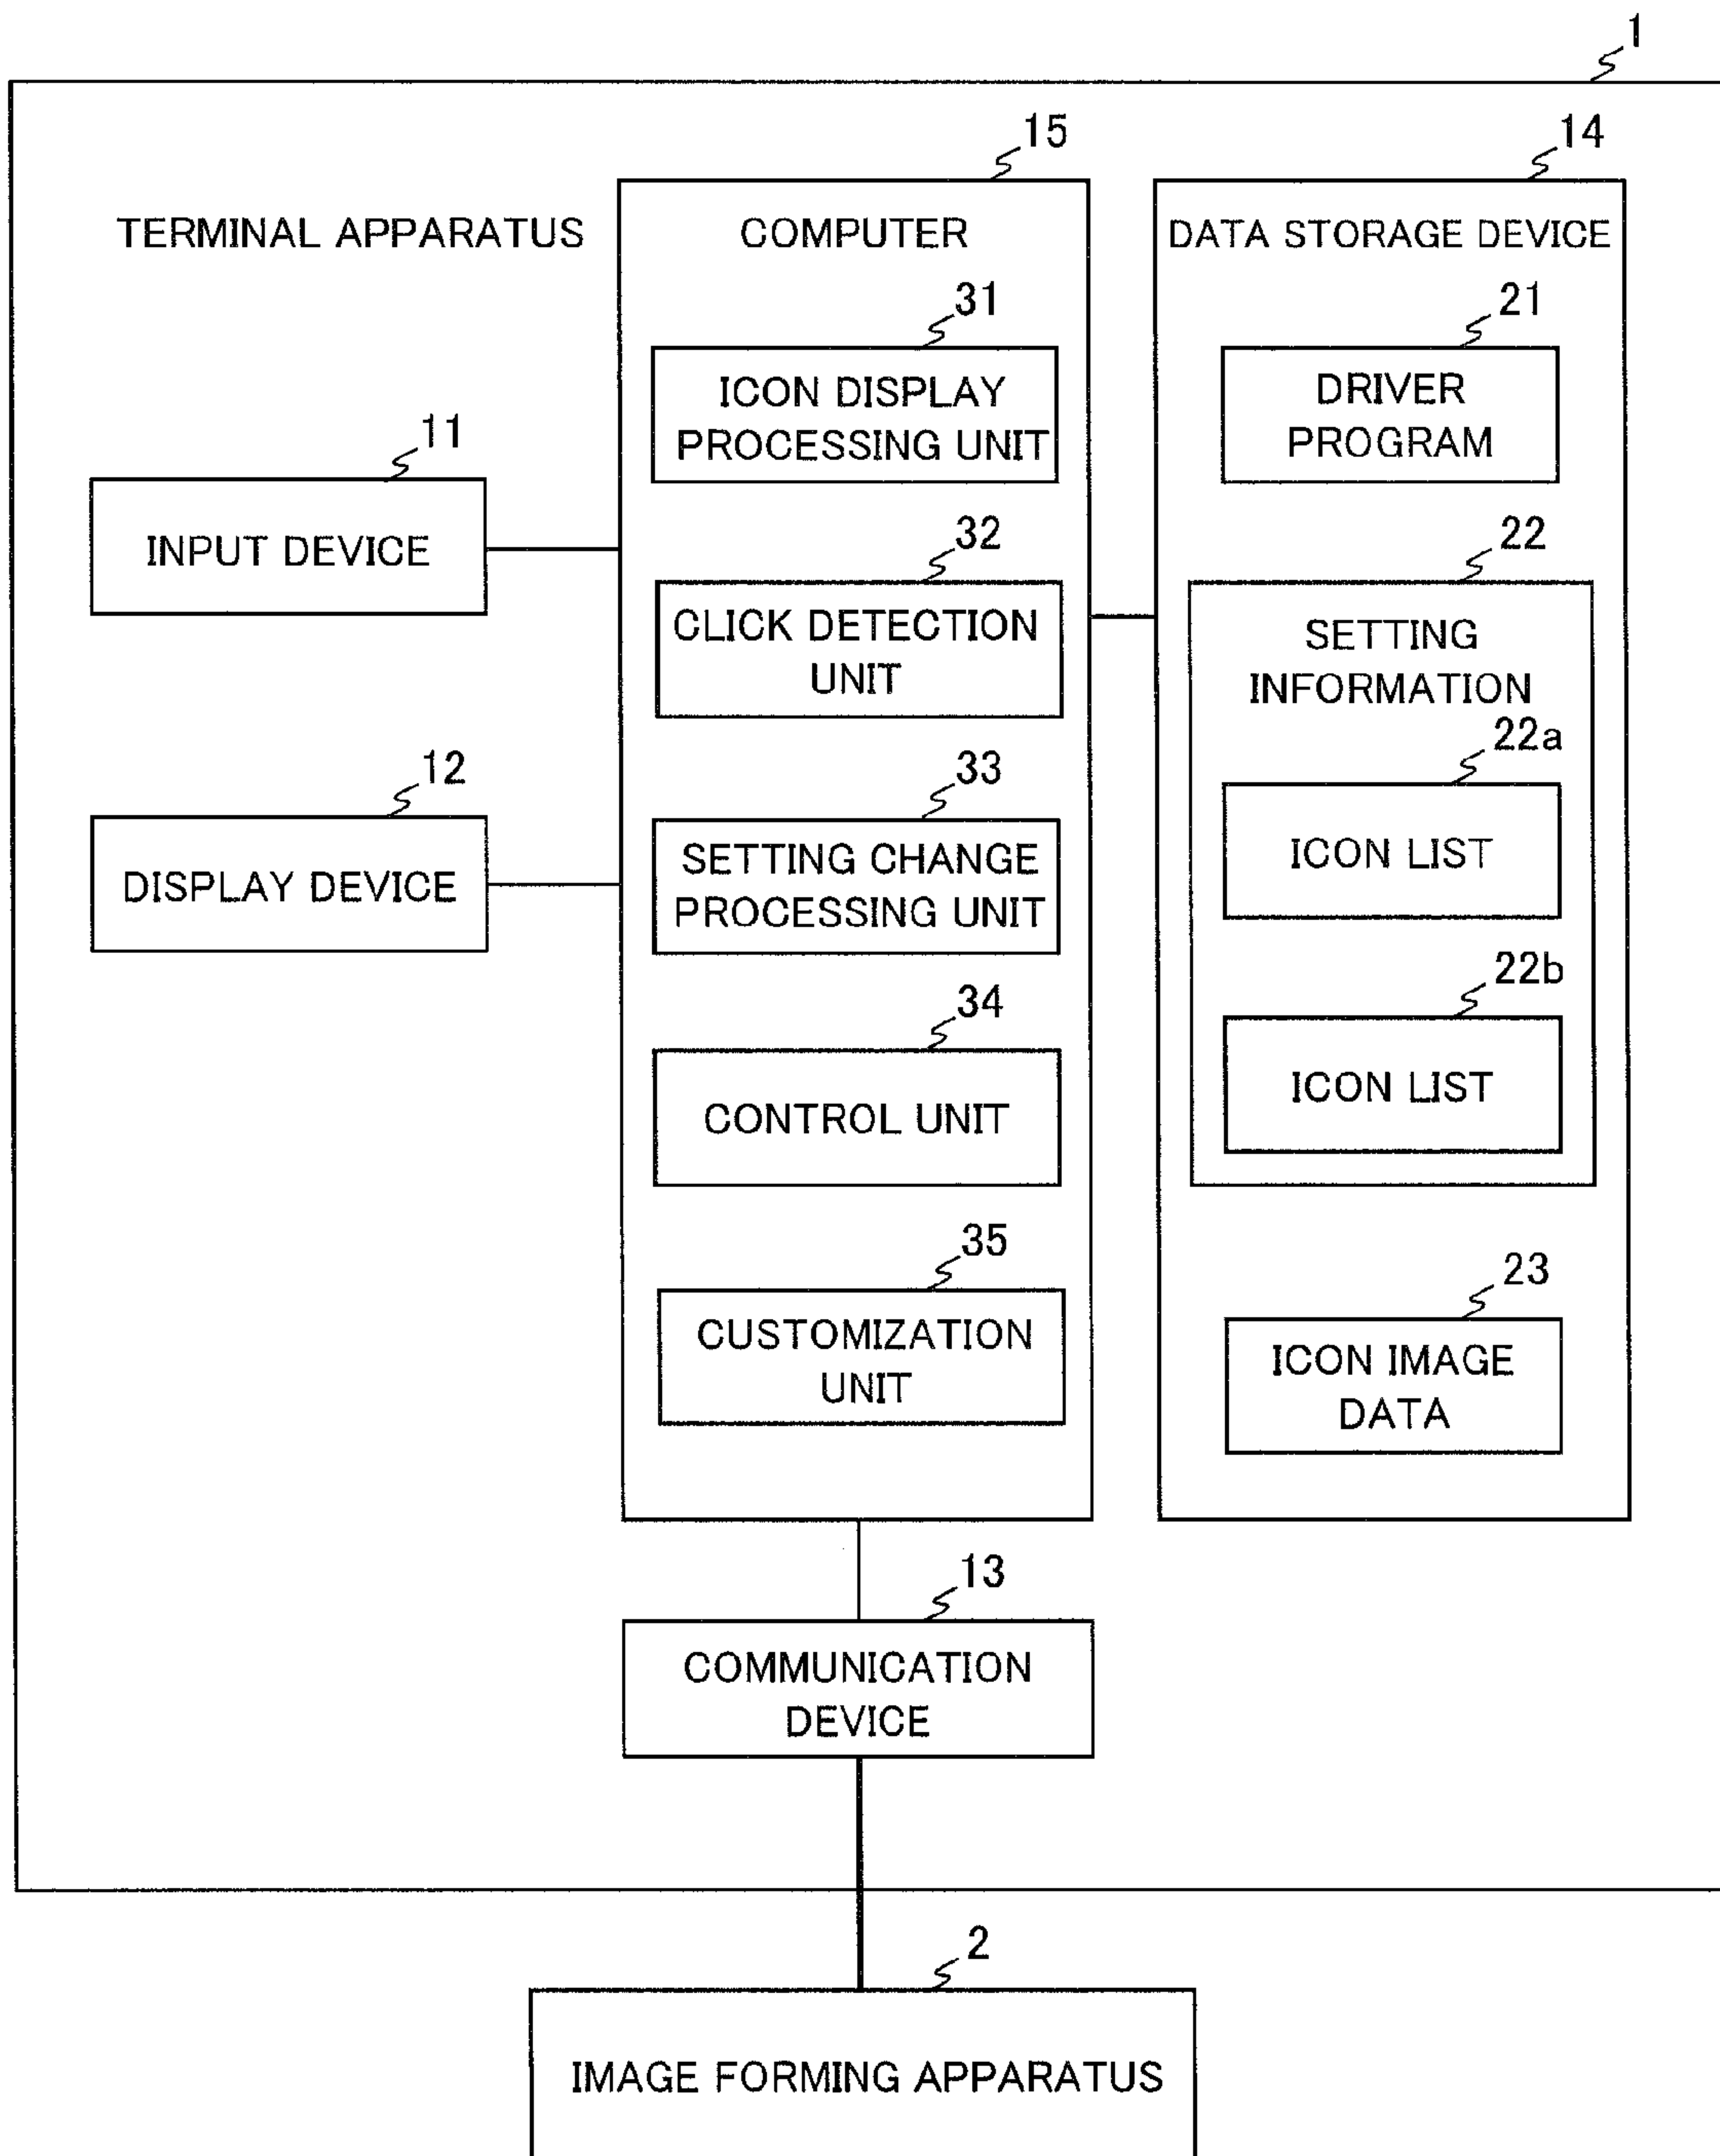 1
15
14
TERMINAL APPARATUS
COMPUTER
DATA STORAGE DEVICE
31
21
ICON DISPLAY
PROCESSING UNIT
DRIVER
PROGRAM
11
INPUT DEVICE
32
22
CLICK DETECTION
UNIT
SETTING
INFORMATION
22a
12
DISPLAY DEVICE
33
SETTING CHANGE
PROCESSING UNIT
ICON LIST
22b
34
CONTROL UNIT
ICON LIST
35
23
CUSTOMIZATION
UNIT
ICON IMAGE
DATA
13
COMMUNICATION
DEVICE
2
IMAGE FORMING APPARATUS